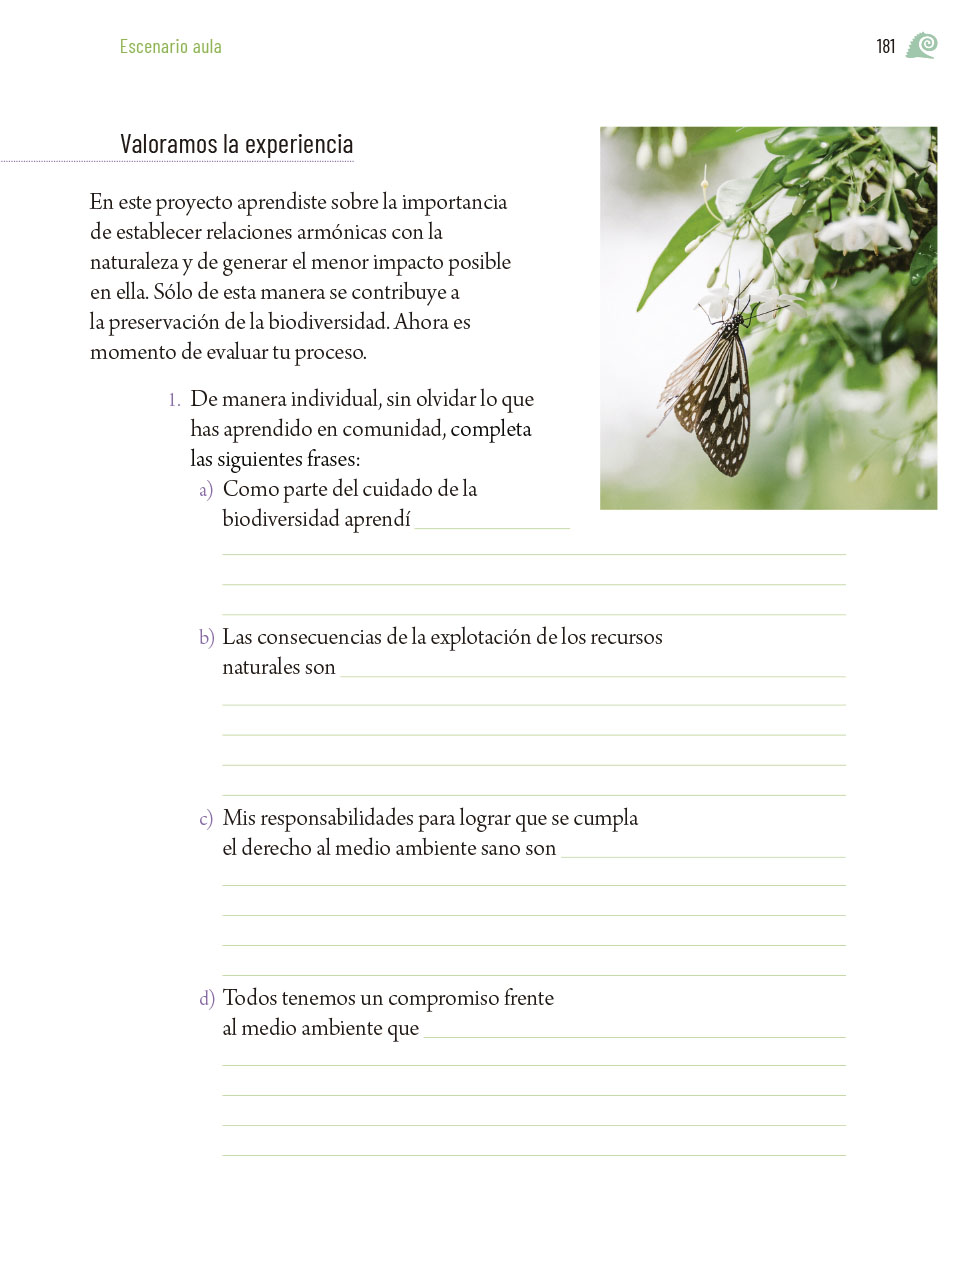 Escenario aula
181
Valoramos la experiencia
En este proyecto aprendiste sobre la importancia
de establecer relaciones armónicas con la
naturaleza y de generar el menor impacto posible
en ella. Sólo de esta manera se contribuye a
la preservación de la biodiversidad. Ahora es
momento de evaluar tu proceso.
1. De manera individual, sin olvidar lo que
has aprendido en comunidad, completa
las siguientes frases:
a) Como parte del cuidado de la
biodiversidad aprendí
b) Las consecuencias de la explotación de los recursos
naturales son
c) Mis responsabilidades para lograr que se cumpla
el derecho al medio ambiente sano son
d) Todos tenemos un compromiso frente
al medio ambiente que